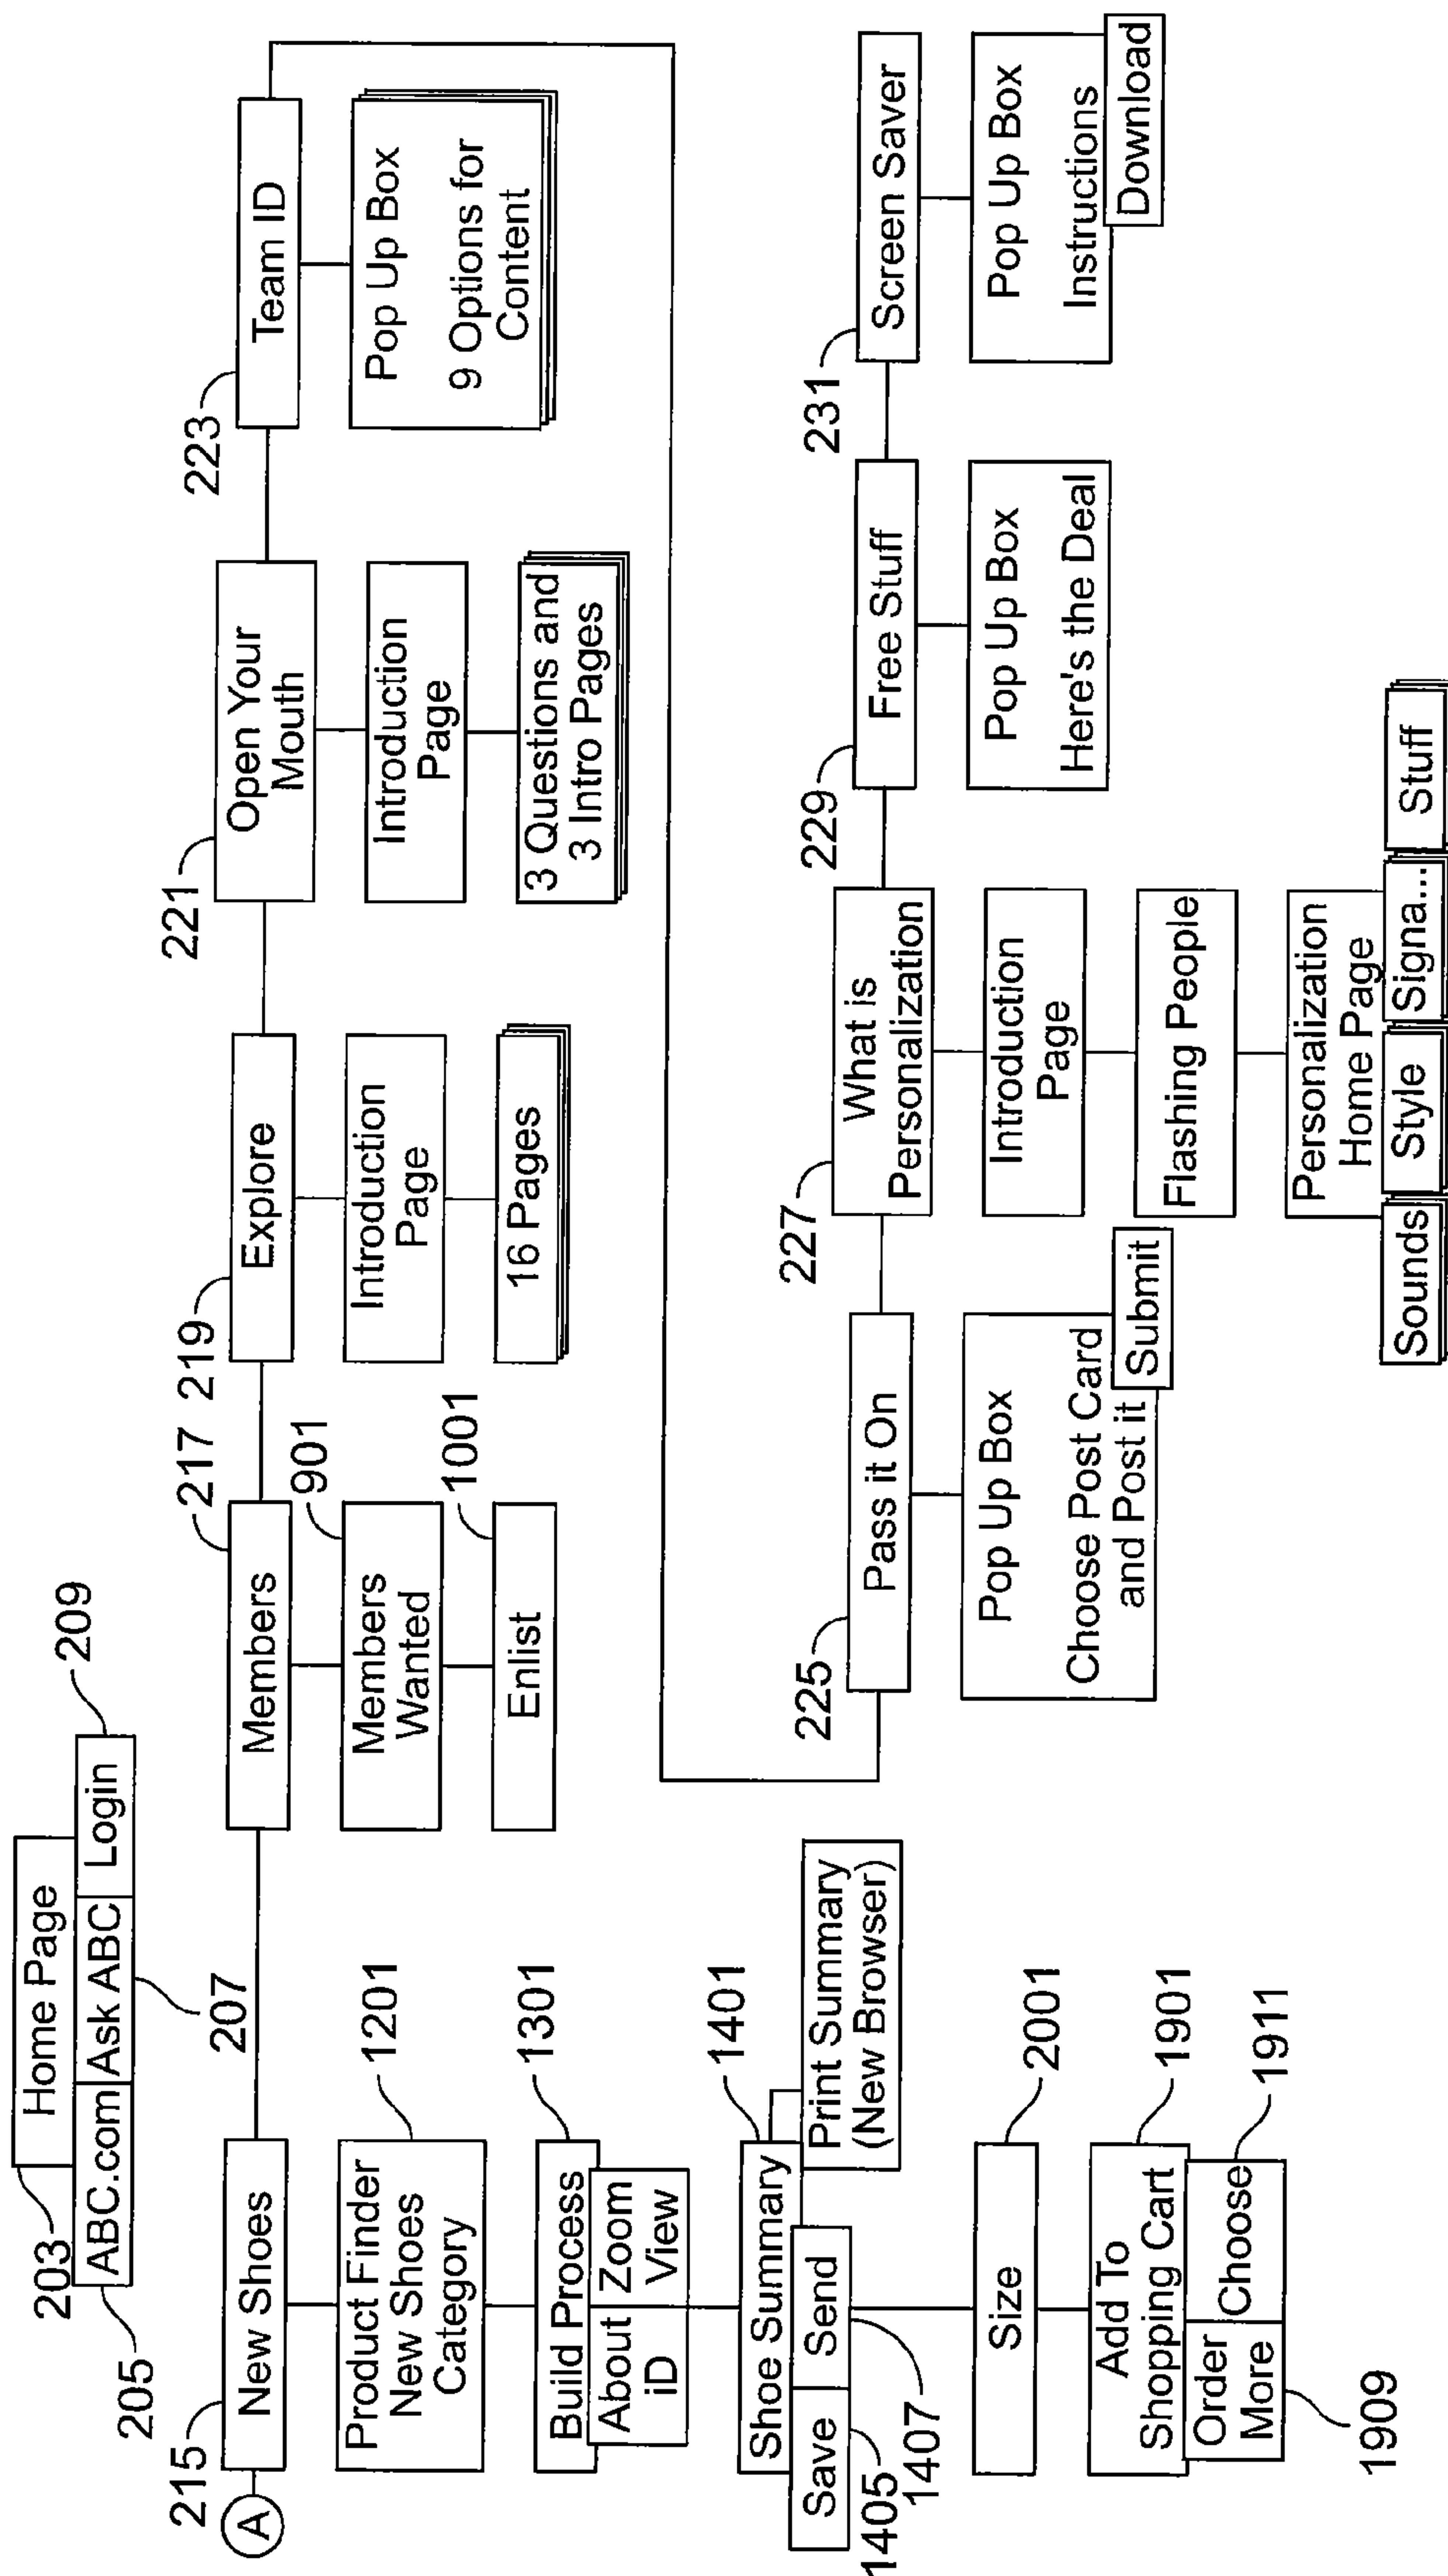 203
Home Page
ABC.com
Ask ABC
Login
205
207
209
A
215
New Shoes
Product Finder
New Shoes
Category
1201
Build Process
1301
About
iD
Zoom
View
Shoe Summary
1401
Save
Send
1405
1407
Print Summary
(New Browser)
Size
2001
Add To
Shopping Cart
1901
Order
More
Choose
1909
1911
217
Members
Members
Wanted
901
Enlist
1001
219
Explore
Introduction
Page
16 Pages
221
Open Your
Mouth
Introduction
Page
3 Questions and
3 Intro Pages
223
Team ID
Pop Up Box
9 Options for
Content
225
Pass it On
Pop Up Box
Choose Post Card
and Post it
Submit
227
What is
Personalization
Introduction
Page
Flashing People
Personalization
Home Page
Sounds
Style
Signa...
Stuff
229
Free Stuff
Pop Up Box
Here's the Deal
231
Screen Saver
Pop Up Box
Instructions
Download